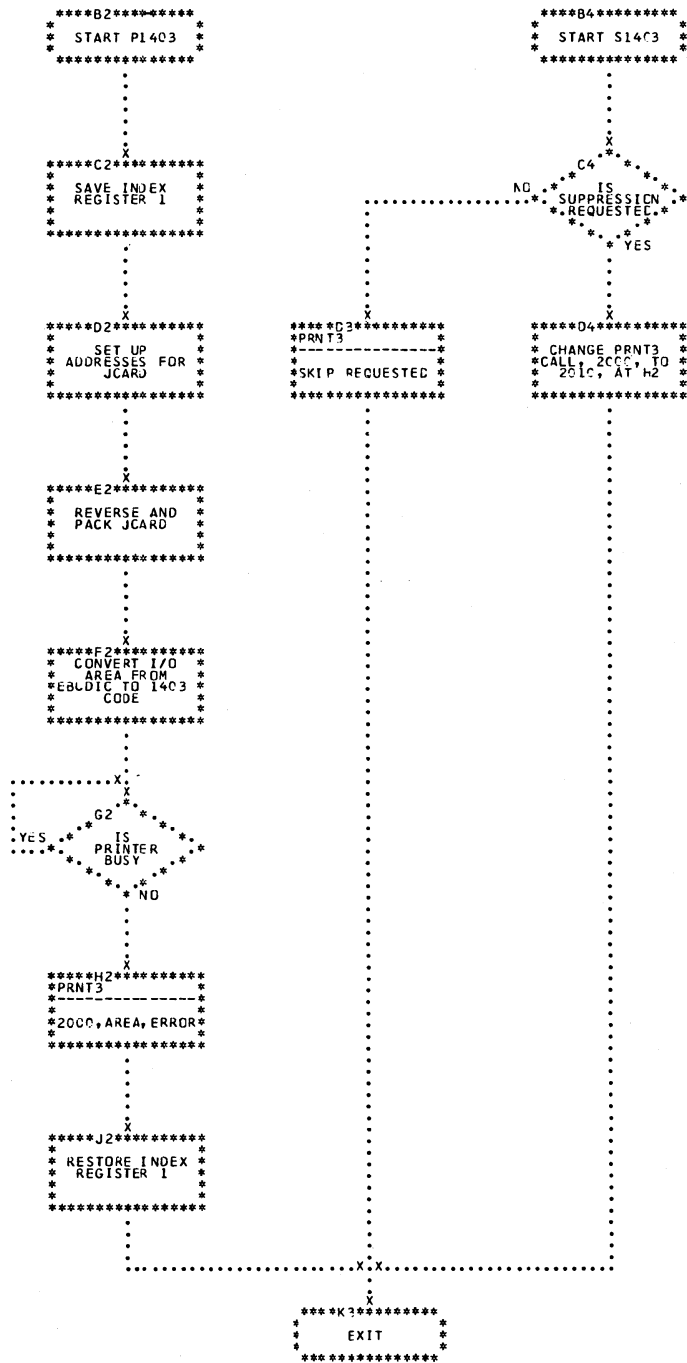 B2
START P1403
B4
START S1403
C2
SAVE INDEX
REGISTER 1
C4
IS
SUPPRESSION
REQUESTED
NO
YES
D2
SET UP
ADDRESSES FOR
JCARD
D3
PRNT3
SKIP REQUESTED
D4
CHANGE PRNT3
CALL, 2000, TO
2010, AT H2
E2
REVERSE AND
PACK JCARD
F2
CONVERT I/O
AREA FROM
EBCDIC TO 1403
CODE
G2
IS
PRINTER
BUSY
YES
NO
H2
PRNT3
2000,AREA,ERROR
J2
RESTORE INDEX
REGISTER 1
K3
EXIT